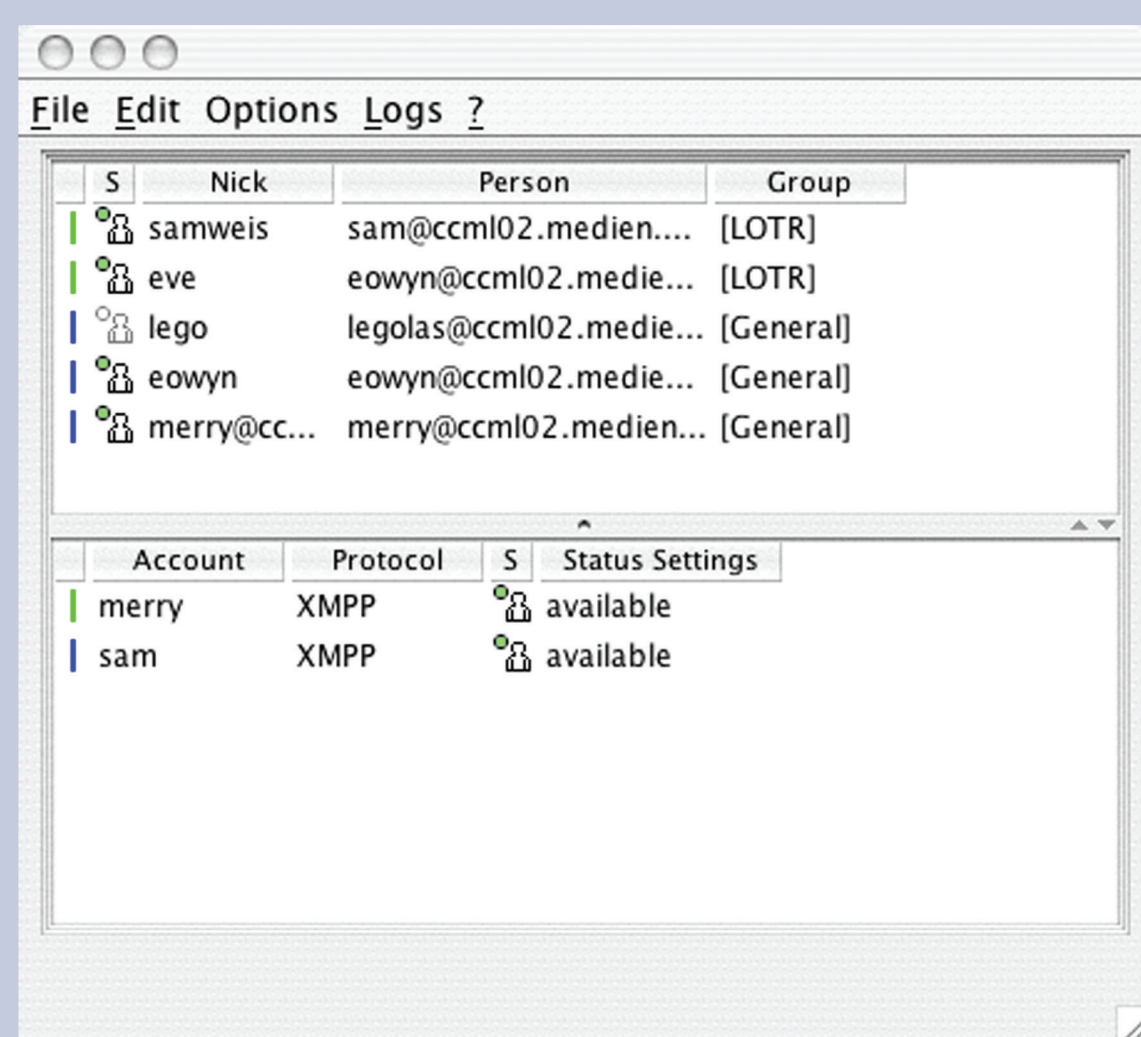 File Edit Options Logs ?
S Nick Person Group
samweis sam@ccml02.medien.... [LOTR]
eve eowyn@ccml02.medie... [LOTR]
lego legolas@ccml02.medie... [General]
eowyn eowyn@ccml02.medie... [General]
merry@cc... merry@ccml02.medien... [General]
Account Protocol S Status Settings
merry XMPP available
sam XMPP available